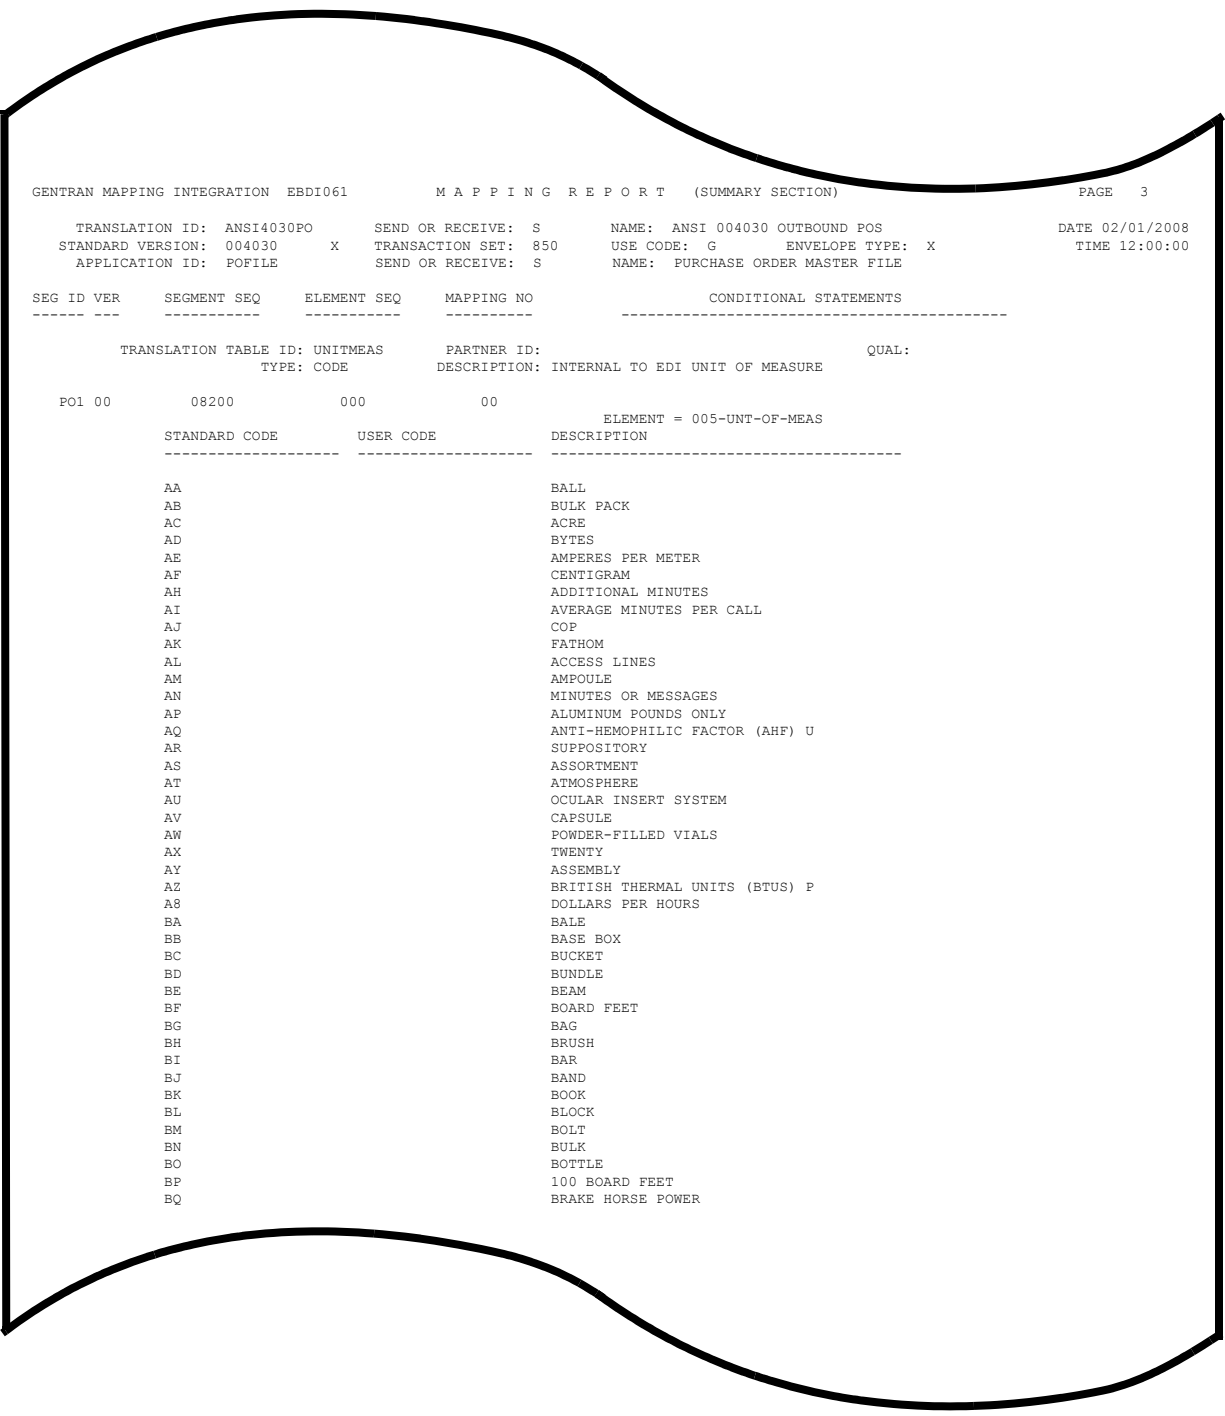 GENTRAN MAPPING INTEGRATION EBDI061 M A P P I N G R E P O R T (SUMMARY SECTION) PAGE 3
TRANSLATION ID: ANSI4030PO SEND OR RECEIVE: S NAME: ANSI 004030 OUTBOUND POS DATE 02/01/2008
STANDARD VERSION: 004030 X TRANSACTION SET: 850 USE CODE: G ENVELOPE TYPE: X TIME 12:00:00
APPLICATION ID: POFILE SEND OR RECEIVE: S NAME: PURCHASE ORDER MASTER FILE
SEG ID VER SEGMENT SEQ ELEMENT SEQ MAPPING NO CONDITIONAL STATEMENTS
------ --- ----------- ----------- ---------- --------------------------------------------
TRANSLATION TABLE ID: UNITMEAS PARTNER ID: QUAL:
TYPE: CODE DESCRIPTION: INTERNAL TO EDI UNIT OF MEASURE
PO1 00 08200 000 00
ELEMENT = 005-UNT-OF-MEAS
STANDARD CODE USER CODE DESCRIPTION
-------------------- -------------------- ----------------------------------------
AA BALL
AB BULK PACK
AC ACRE
AD BYTES
AE AMPERES PER METER
AF CENTIGRAM
AH ADDITIONAL MINUTES
AI AVERAGE MINUTES PER CALL
AJ COP
AK FATHOM
AL ACCESS LINES
AM AMPOULE
AN MINUTES OR MESSAGES
AP ALUMINUM POUNDS ONLY
AQ ANTI-HEMOPHILIC FACTOR (AHF) U
AR SUPPOSITORY
AS ASSORTMENT
AT ATMOSPHERE
AU OCULAR INSERT SYSTEM
AV CAPSULE
AW POWDER-FILLED VIALS
AX TWENTY
AY ASSEMBLY
AZ BRITISH THERMAL UNITS (BTUS) P
A8 DOLLARS PER HOURS
BA BALE
BB BASE BOX
BC BUCKET
BD BUNDLE
BE BEAM
BF BOARD FEET
BG BAG
BH BRUSH
BI BAR
BJ BAND
BK BOOK
BL BLOCK
BM BOLT
BN BULK
BO BOTTLE
BP 100 BOARD FEET
BQ BRAKE HORSE POWER